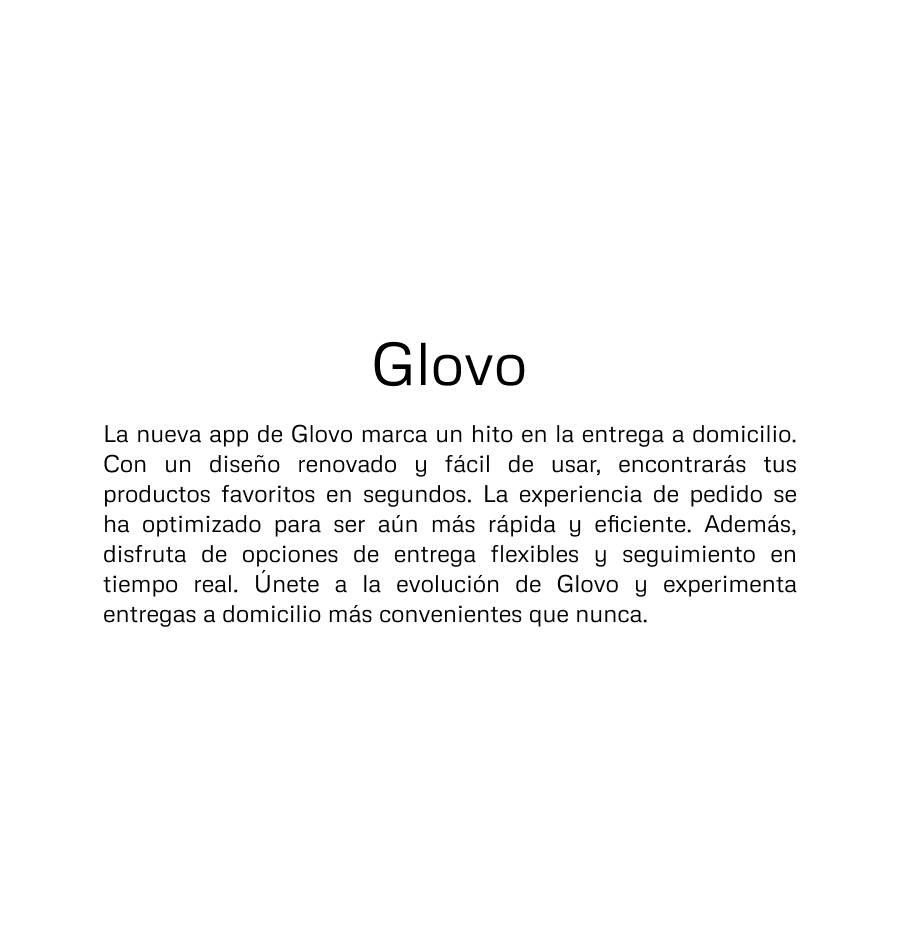 Glovo
La nueva app de Glovo marca un hito en la entrega a domicilio.
Con un diseño renovado y fácil de usar, encontrarás tus
productos favoritos en segundos. La experiencia de pedido se
ha optimizado para ser aún más rápida y eficiente. Además,
disfruta de opciones de entrega flexibles y seguimiento en
tiempo real. Únete a la evolución de Glovo y experimenta
entregas a domicilio más convenientes que nunca.